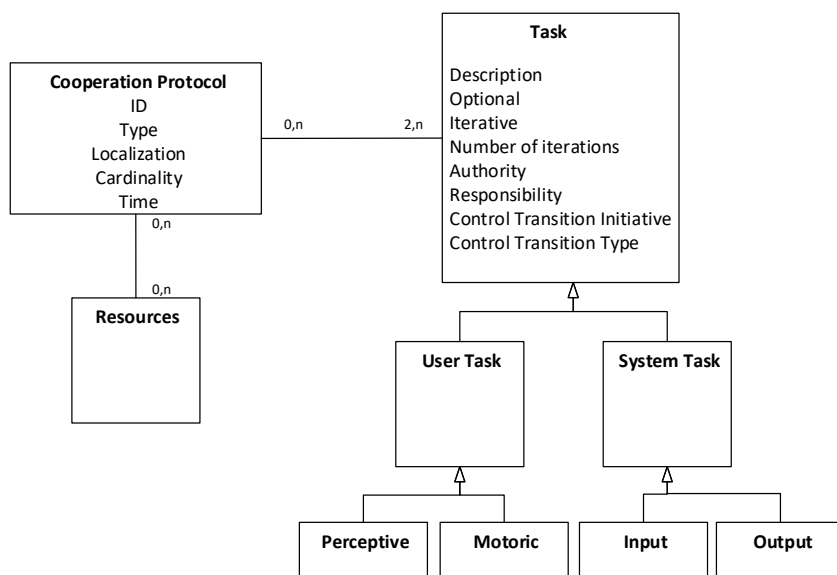 Cooperation Protocol
ID
Type
Localization
Cardinality
Time
0,n
2,n
Task
Description
Optional
Iterative
Number of iterations
Authority
Responsibility
Control Transition Initiative
Control Transition Type
0,n
0,n
Resources
User Task
System Task
Perceptive
Motoric
Input
Output